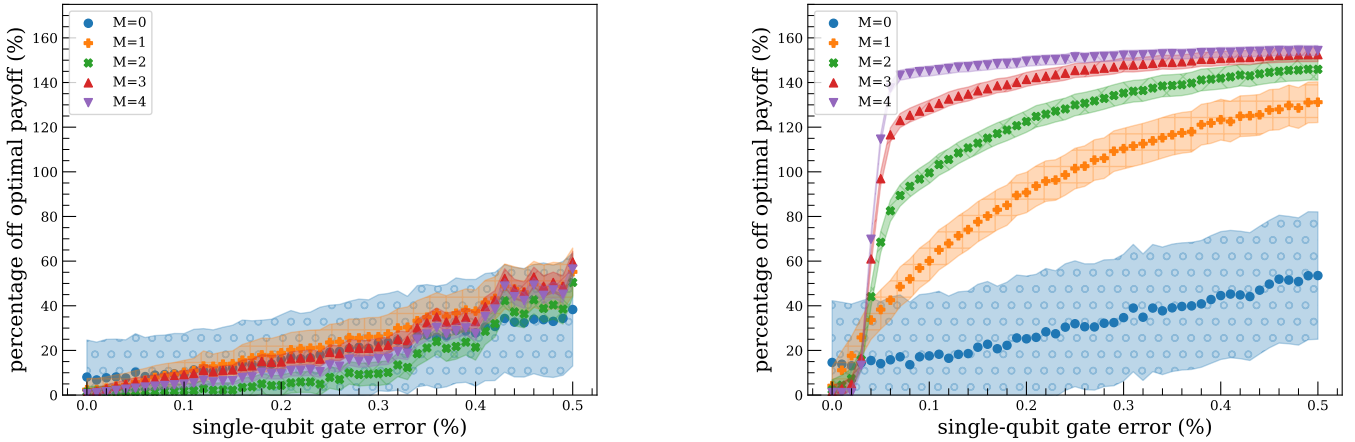 M=0
M=1
M=2
M=3
M=4
160
140
120
100
80
60
40
20
0
0.0 0.1 0.2 0.3 0.4 0.5
single-qubit gate error (%)
percentage off optimal payoff (%)
M=0
M=1
M=2
M=3
M=4
160
140
120
100
80
60
40
20
0
0.0 0.1 0.2 0.3 0.4 0.5
single-qubit gate error (%)
percentage off optimal payoff (%)